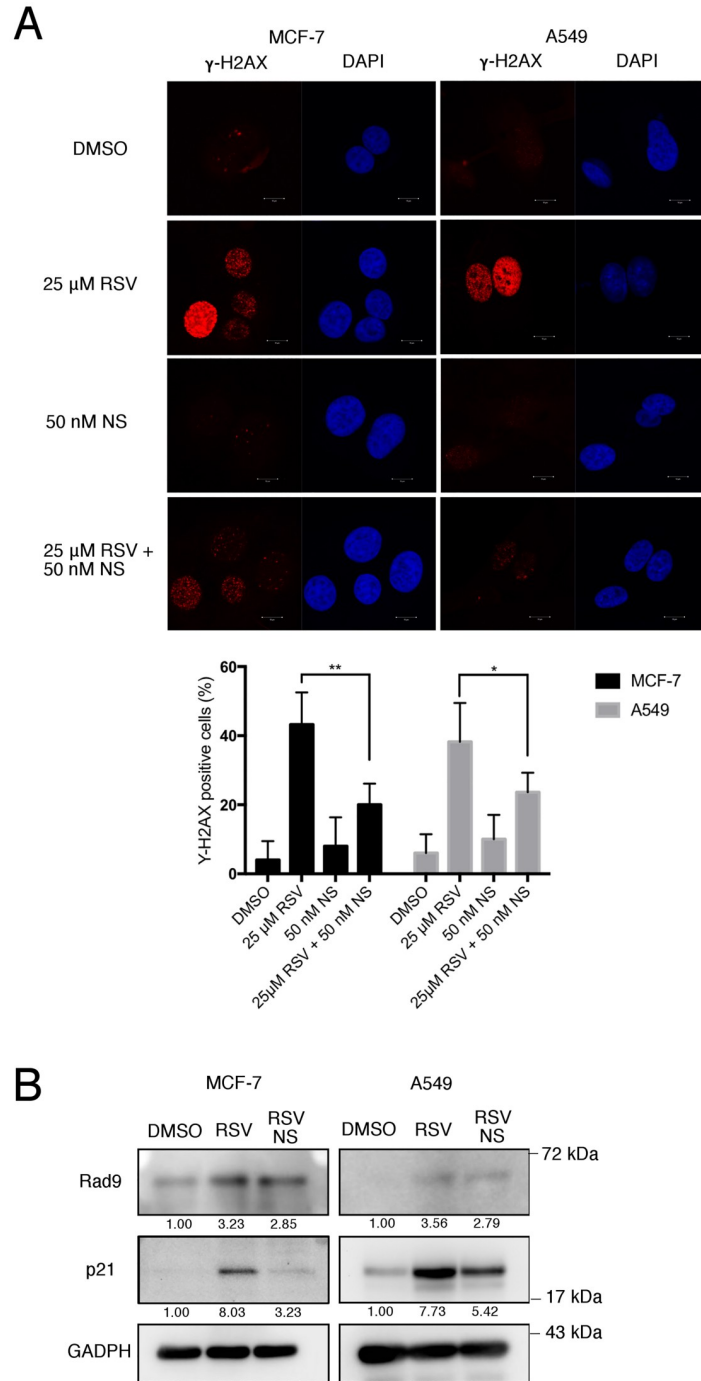 A
MCF-7 A549
γ-H2AX DAPI γ-H2AX DAPI
DMSO
25 μM RSV
50 nM NS
25 μM RSV +
50 nM NS
60
40
20
0
Y-H2AX positive cells (%)
** *
MCF-7
A549
DMSO
25 μM RSV
50 nM NS
25μM RSV + 50 nM NS
DMSO
25 μM RSV
50 nM NS
25μM RSV + 50 nM NS
B
MCF-7 A549
DMSO RSV RSV NS DMSO RSV RSV NS
72 kDa
Rad9
1.00 3.23 2.85 1.00 3.56 2.79
p21
17 kDa
1.00 8.03 3.23 1.00 7.73 5.42
43 kDa
GADPH